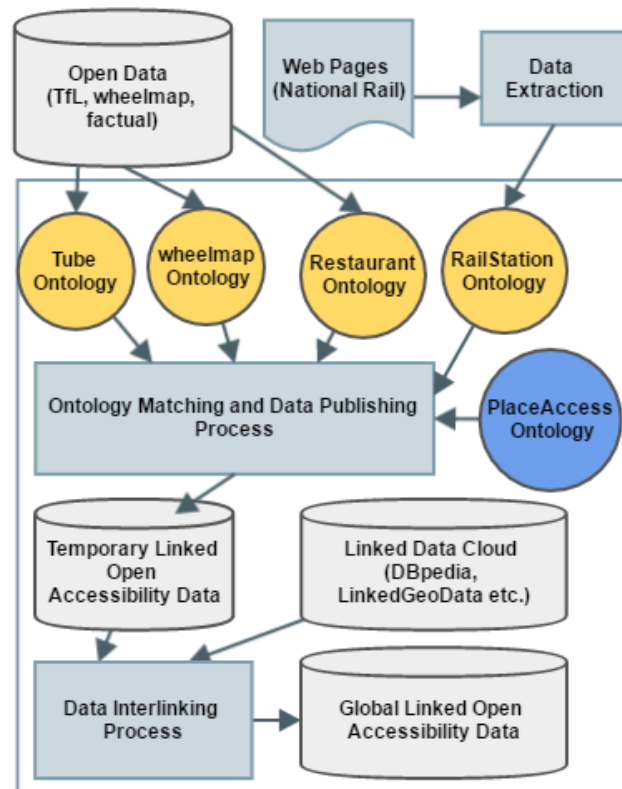 Open Data
(TfL, wheelmap,
factual)
Web Pages
(National Rail)
Data
Extraction
Tube
Ontology
wheelmap
Ontology
Restaurant
Ontology
RailStation
Ontology
Ontology Matching and Data Publishing
Process
PlaceAccess
Ontology
Temporary Linked
Open
Accessibility Data
Linked Data Cloud
(DBpedia,
LinkedGeoData etc.)
Data Interlinking
Process
Global Linked Open
Accessibility Data